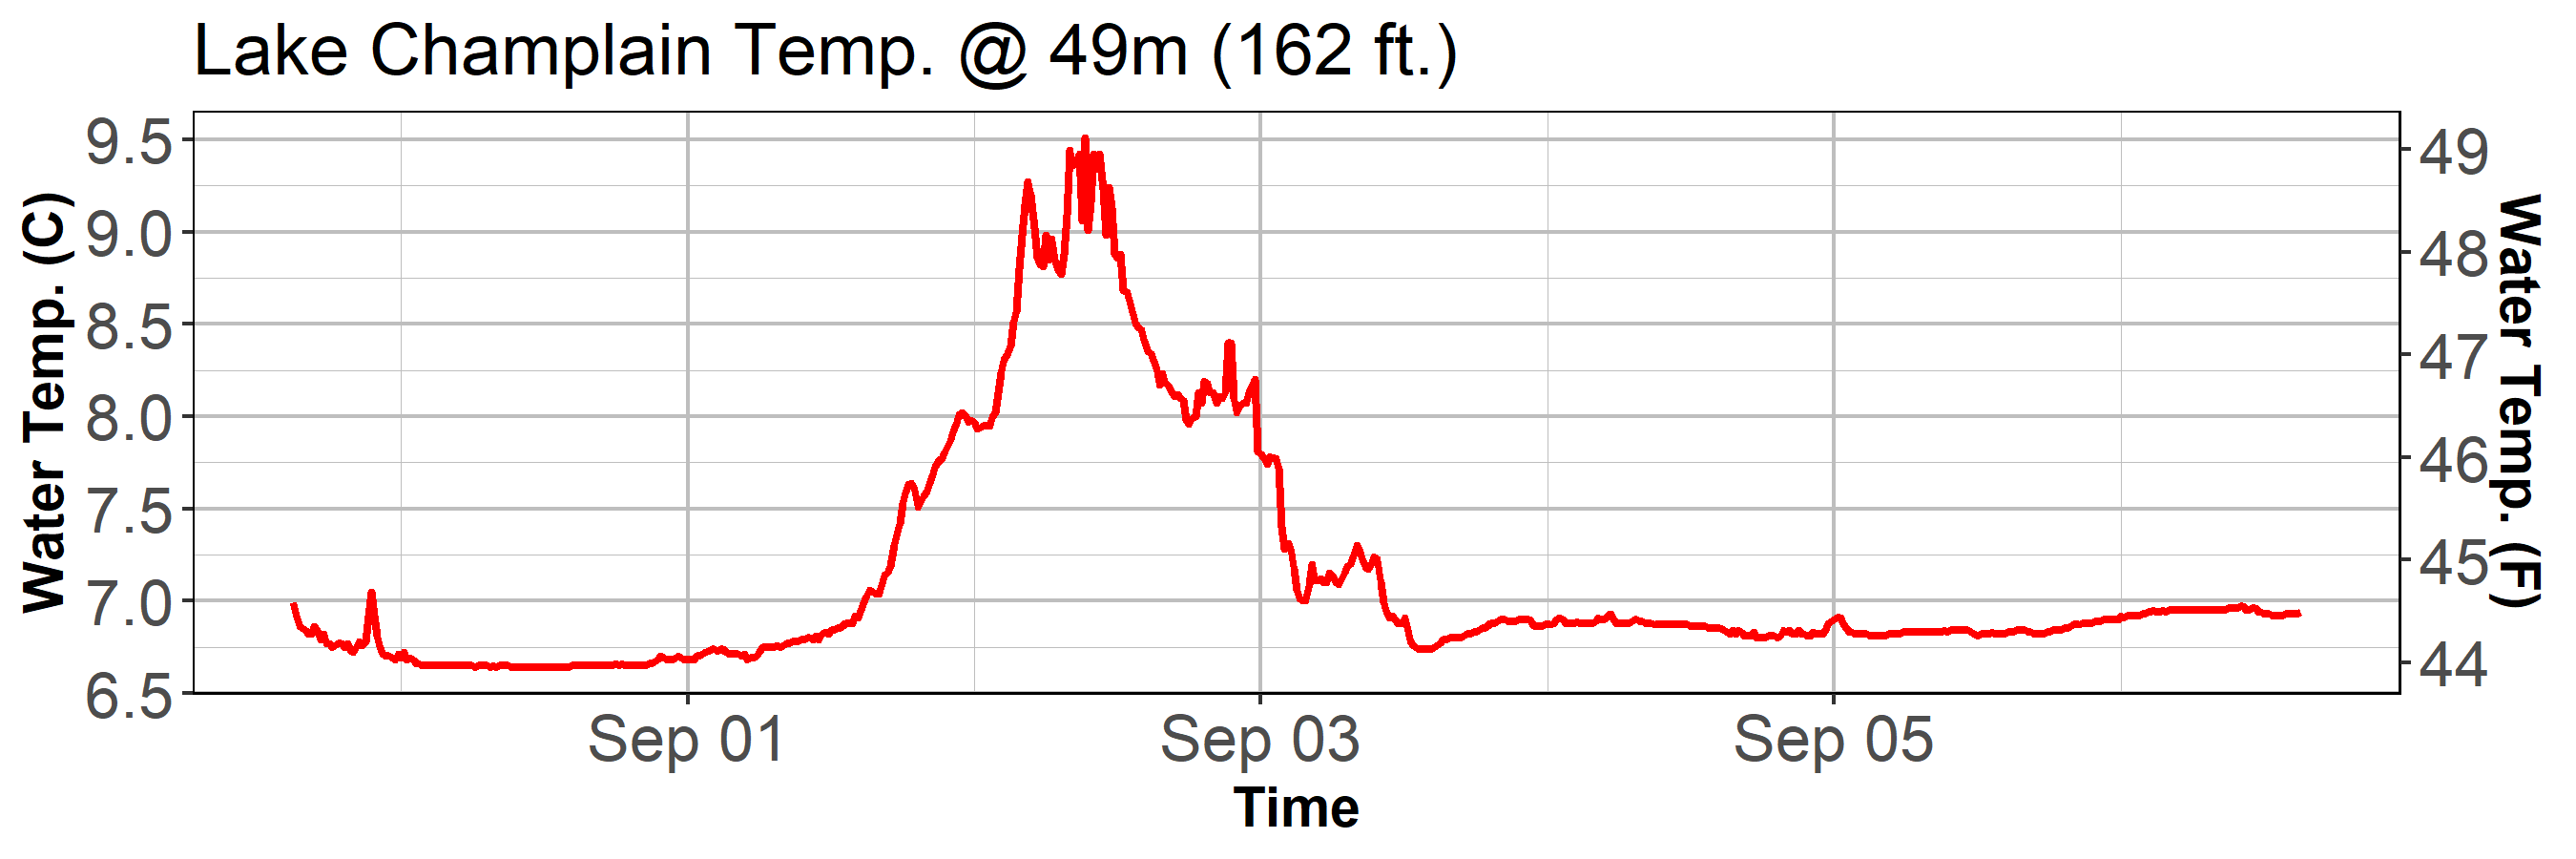 Lake Champlain Temp. @ 49m (162 ft.)
Water Temp. (C)
9.5
9.0
8.5
8.0
7.5
7.0
6.5
49
48
47
46
45
44
Water Temp. (F)
Sep 01 Sep 03 Sep 05
Time